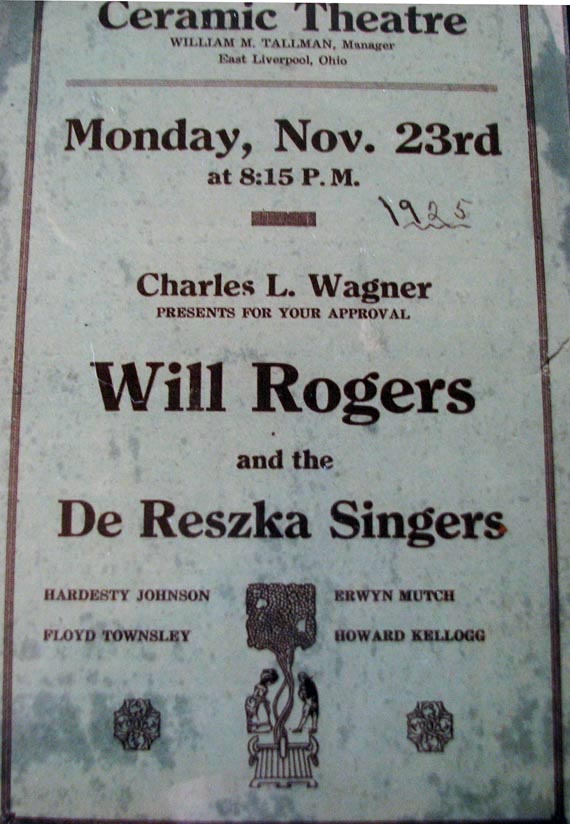 Ceramic Theatre
WILLIAM M. TALLMAN, Manager
East Liverpool, Ohio
Monday, Nov. 23rd
at 8:15 P. M.
1925
Charles L. Wagner
PRESENTS FOR YOUR APPROVAL
Will Rogers
and the
De Reszka Singers
HARDESTY JOHNSON ERWYN MUTCH
FLOYD TOWNSLEY HOWARD KELLOGG